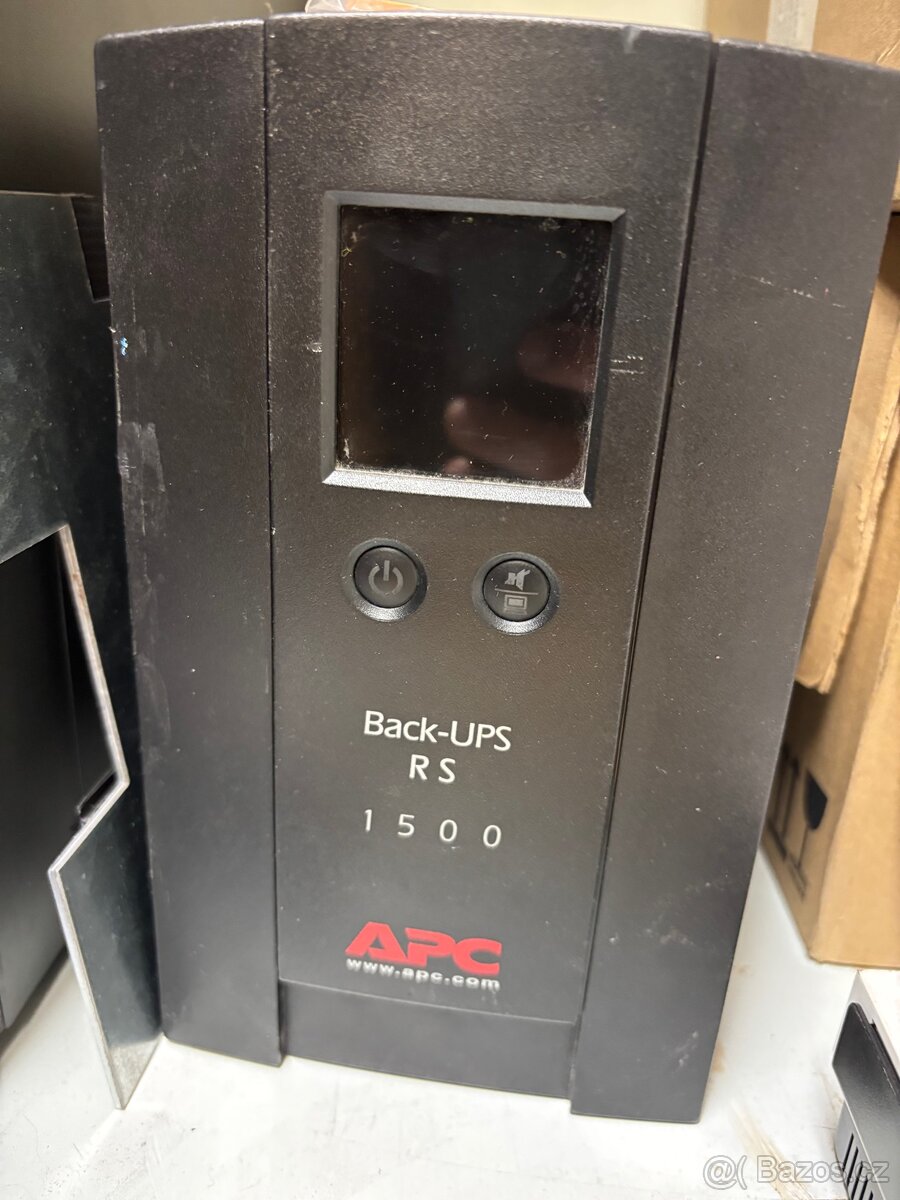 Back-UPS
RS
1500
APC
www.apc.com
@( Bazos.cz